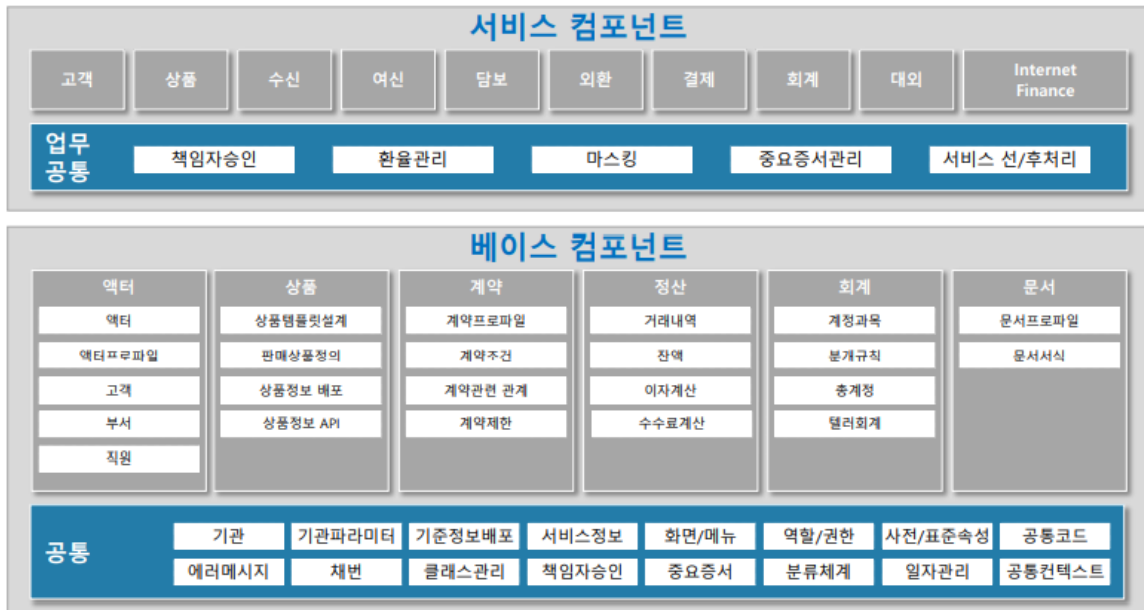 서비스 컴포넌트
고객 상품 수신 여신 담보 외환 결제 회계 대외 Internet
Finance
업무
공통
책임자승인 환율관리 마스킹 중요증서관리 서비스 선/후처리
베이스 컴포넌트
액터 상품 계약 정산 회계 문서
액터 상품템플릿설계 계약프로파일 거래내역 계정과목 문서프로파일
액터프로파일 판매상품정의 계약조건 잔액 분개규칙 문서서식
고객 상품정보 배포 계약관련 관계 이자계산 총계정
부서 상품정보 API 계약제한 수수료계산 텔러회계
직원
공통
기관 기관파라미터 기준정보배포 서비스정보 화면/메뉴 역할/권한 사전/표준속성 공통코드
에러메시지 채번 클래스관리 책임자승인 중요증서 분류체계 일자관리 공통컨텍스트